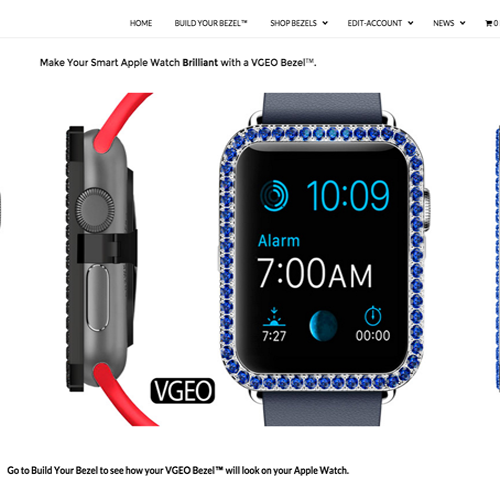 HOME BUILD YOUR BEZEL™ SHOP BEZELS EDIT-ACCOUNT NEWS 0
Make Your Smart Apple Watch Brilliant with a VGEO Bezel™.
10:09
Alarm
7:00AM
7:27 00:00
VGEO
Go to Build Your Bezel to see how your VGEO Bezel™ will look on your Apple Watch.